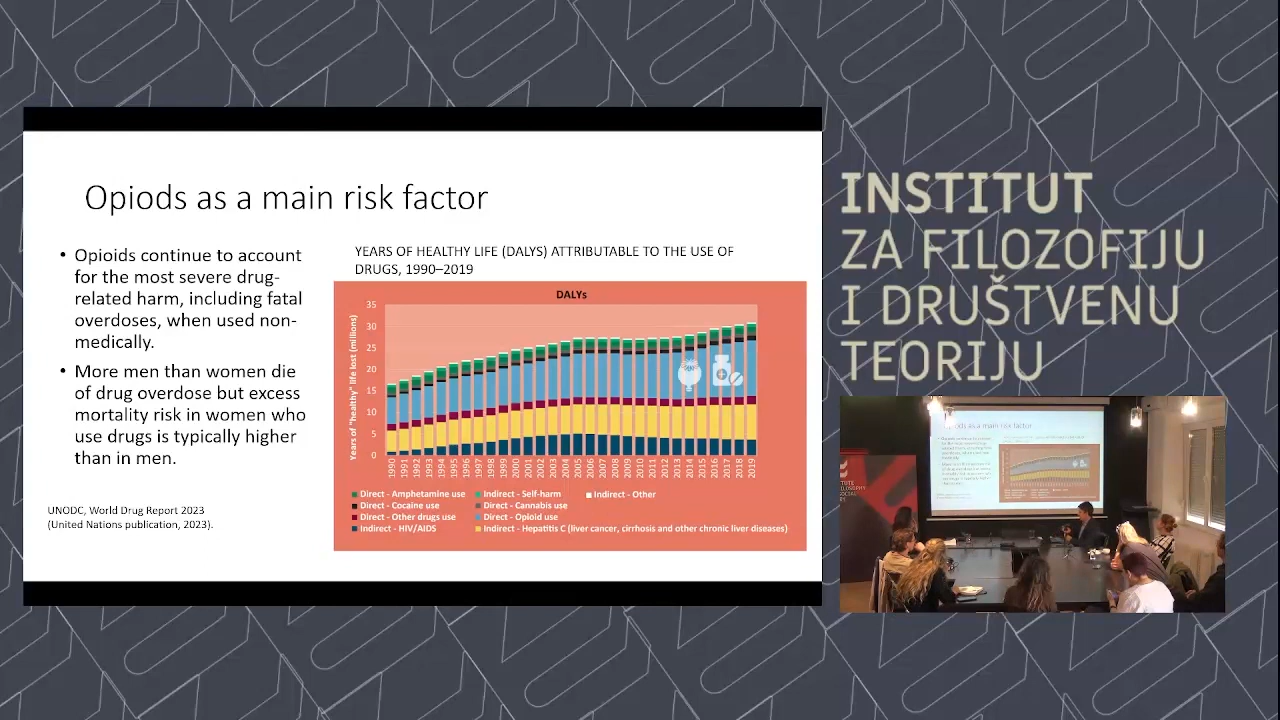 Opiods as a main risk factor
• Opioids continue to account
for the most severe drug-
related harm, including fatal
overdoses, when used non-
medically.
• More men than women die
of drug overdose but excess
mortality risk in women who
use drugs is typically higher
than in men.
UNODC, World Drug Report 2023
(United Nations publication, 2023).
YEARS OF HEALTHY LIFE (DALYS) ATTRIBUTABLE TO THE USE OF
DRUGS, 1990–2019
DALYs
Years of "healthy" life lost (millions)
35
30
25
20
15
10
5
0
1990 1991 1992 1993 1994 1995 1996 1997 1998 1999 2000 2001 2002 2003 2004 2005 2006 2007 2008 2009 2010 2011 2012 2013 2014 2015 2016 2017 2018 2019
Direct - Amphetamine use Indirect - Self-harm Indirect - Other
Direct - Cocaine use Direct - Cannabis use
Direct - Other drugs use Direct - Opioid use
Indirect - HIV/AIDS Indirect - Hepatitis C (liver cancer, cirrhosis and other chronic liver diseases)
INSTITUT
ZA FILOZOFIJU
I DRUŠTVENU
TEORIJU
Opiods as a main risk factor